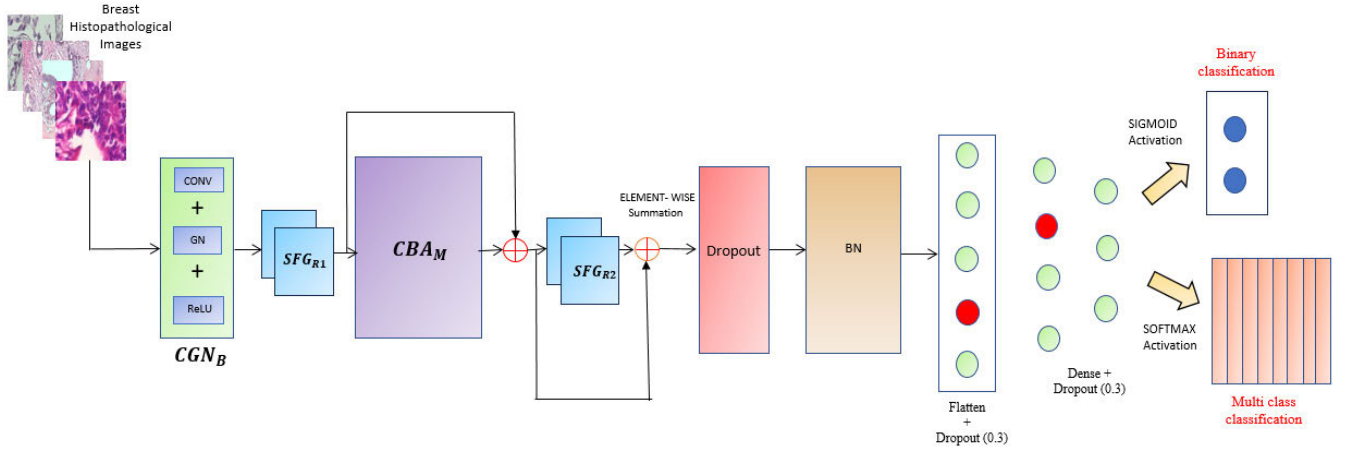 Breast
Histopathological
Images
CONV
+
GN
+
ReLU
CGN_B
SFG_R1
CBA_M
SFG_R2
ELEMENT- WISE
Summation
Dropout
BN
Flatten
+
Dropout (0.3)
Dense +
Dropout (0.3)
SIGMOID
Activation
Binary
classification
SOFTMAX
Activation
Multi class
classification